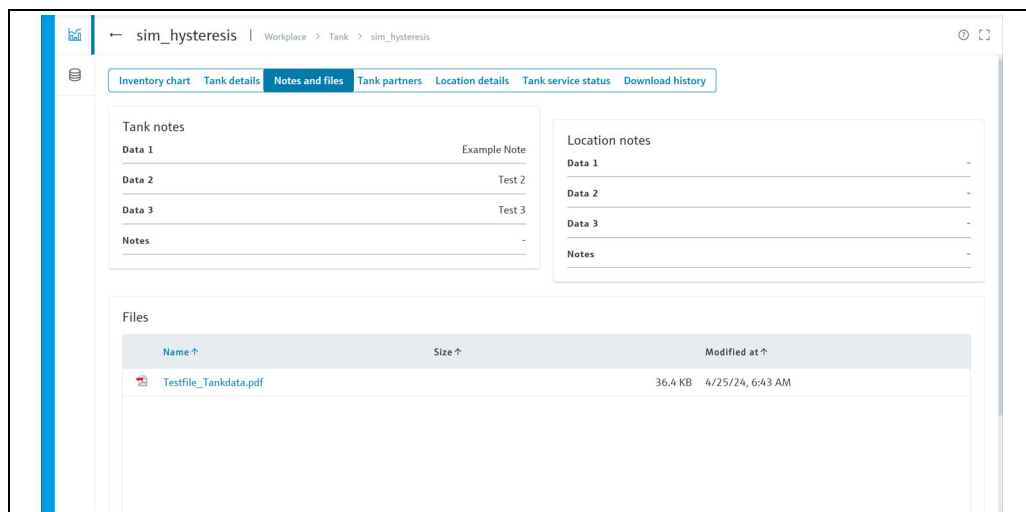 ← sim_hysteresis | Workplace > Tank > sim_hysteresis
Inventory chart Tank details Notes and files Tank partners Location details Tank service status Download history
Tank notes
Data 1 Example Note
Data 2 Test 2
Data 3 Test 3
Notes -
Location notes
Data 1 -
Data 2 -
Data 3 -
Notes -
Files
Name ↑ Size ↑ Modified at ↑
Testfile_Tankdata.pdf 36.4 KB 4/25/24, 6:43 AM